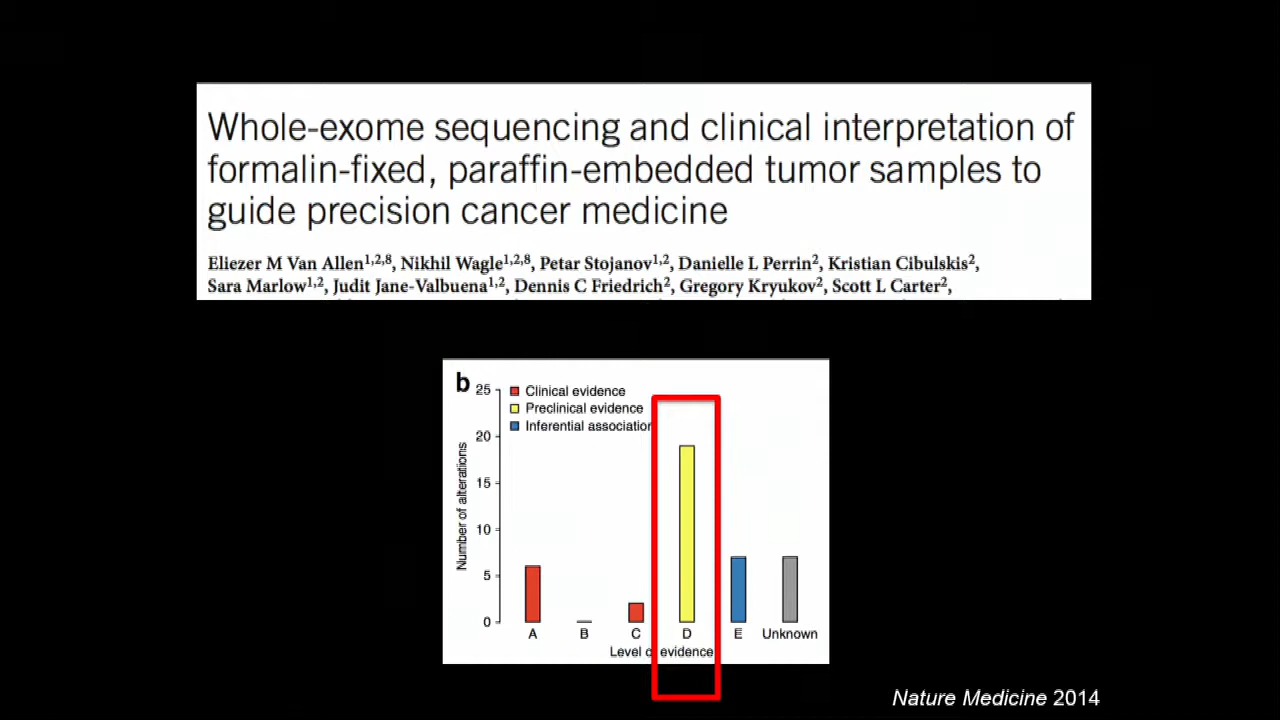 Whole-exome sequencing and clinical interpretation of
formalin-fixed, paraffin-embedded tumor samples to
guide precision cancer medicine
Eliezer M Van Allen1,2,8, Nikhil Wagle1,2,8, Petar Stojanov1,2, Danielle L Perrin2, Kristian Cibulskis2,
Sara Marlow1,2, Judit Jane-Valbuena1,2, Dennis C Friedrich2, Gregory Kryukov2, Scott L Carter2,
b
Clinical evidence
Preclinical evidence
Inferential association
Number of alterations
25
20
15
10
5
0
A B C D E Unknown
Level of evidence
Nature Medicine 2014